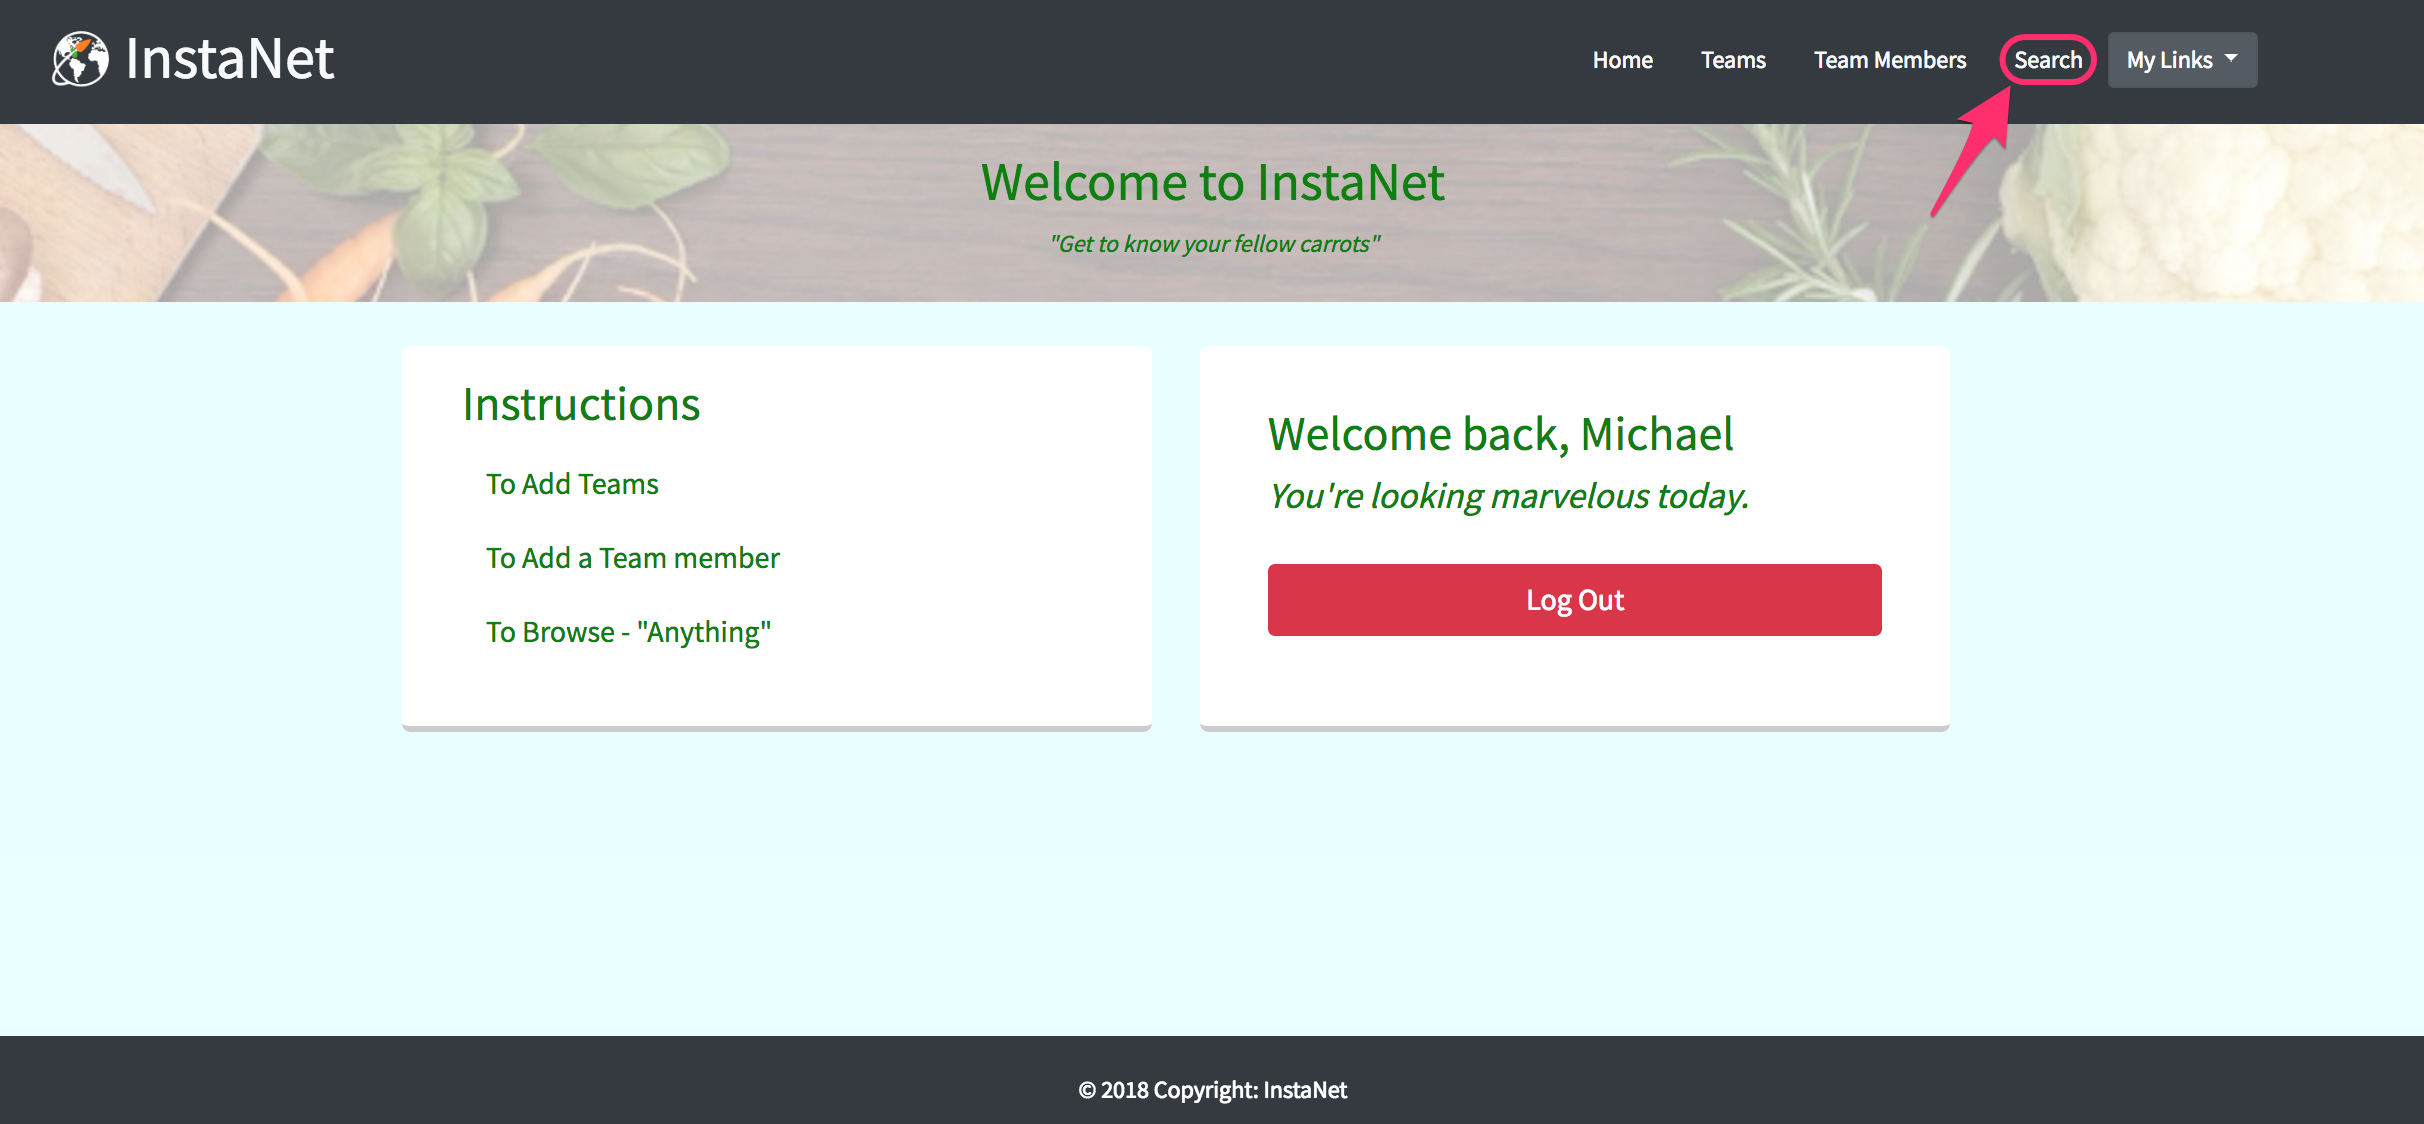 InstaNet
Home Teams Team Members Search My Links
Welcome to InstaNet
"Get to know your fellow carrots"
Instructions
To Add Teams
To Add a Team member
To Browse - "Anything"
Welcome back, Michael
You're looking marvelous today.
Log Out
© 2018 Copyright: InstaNet